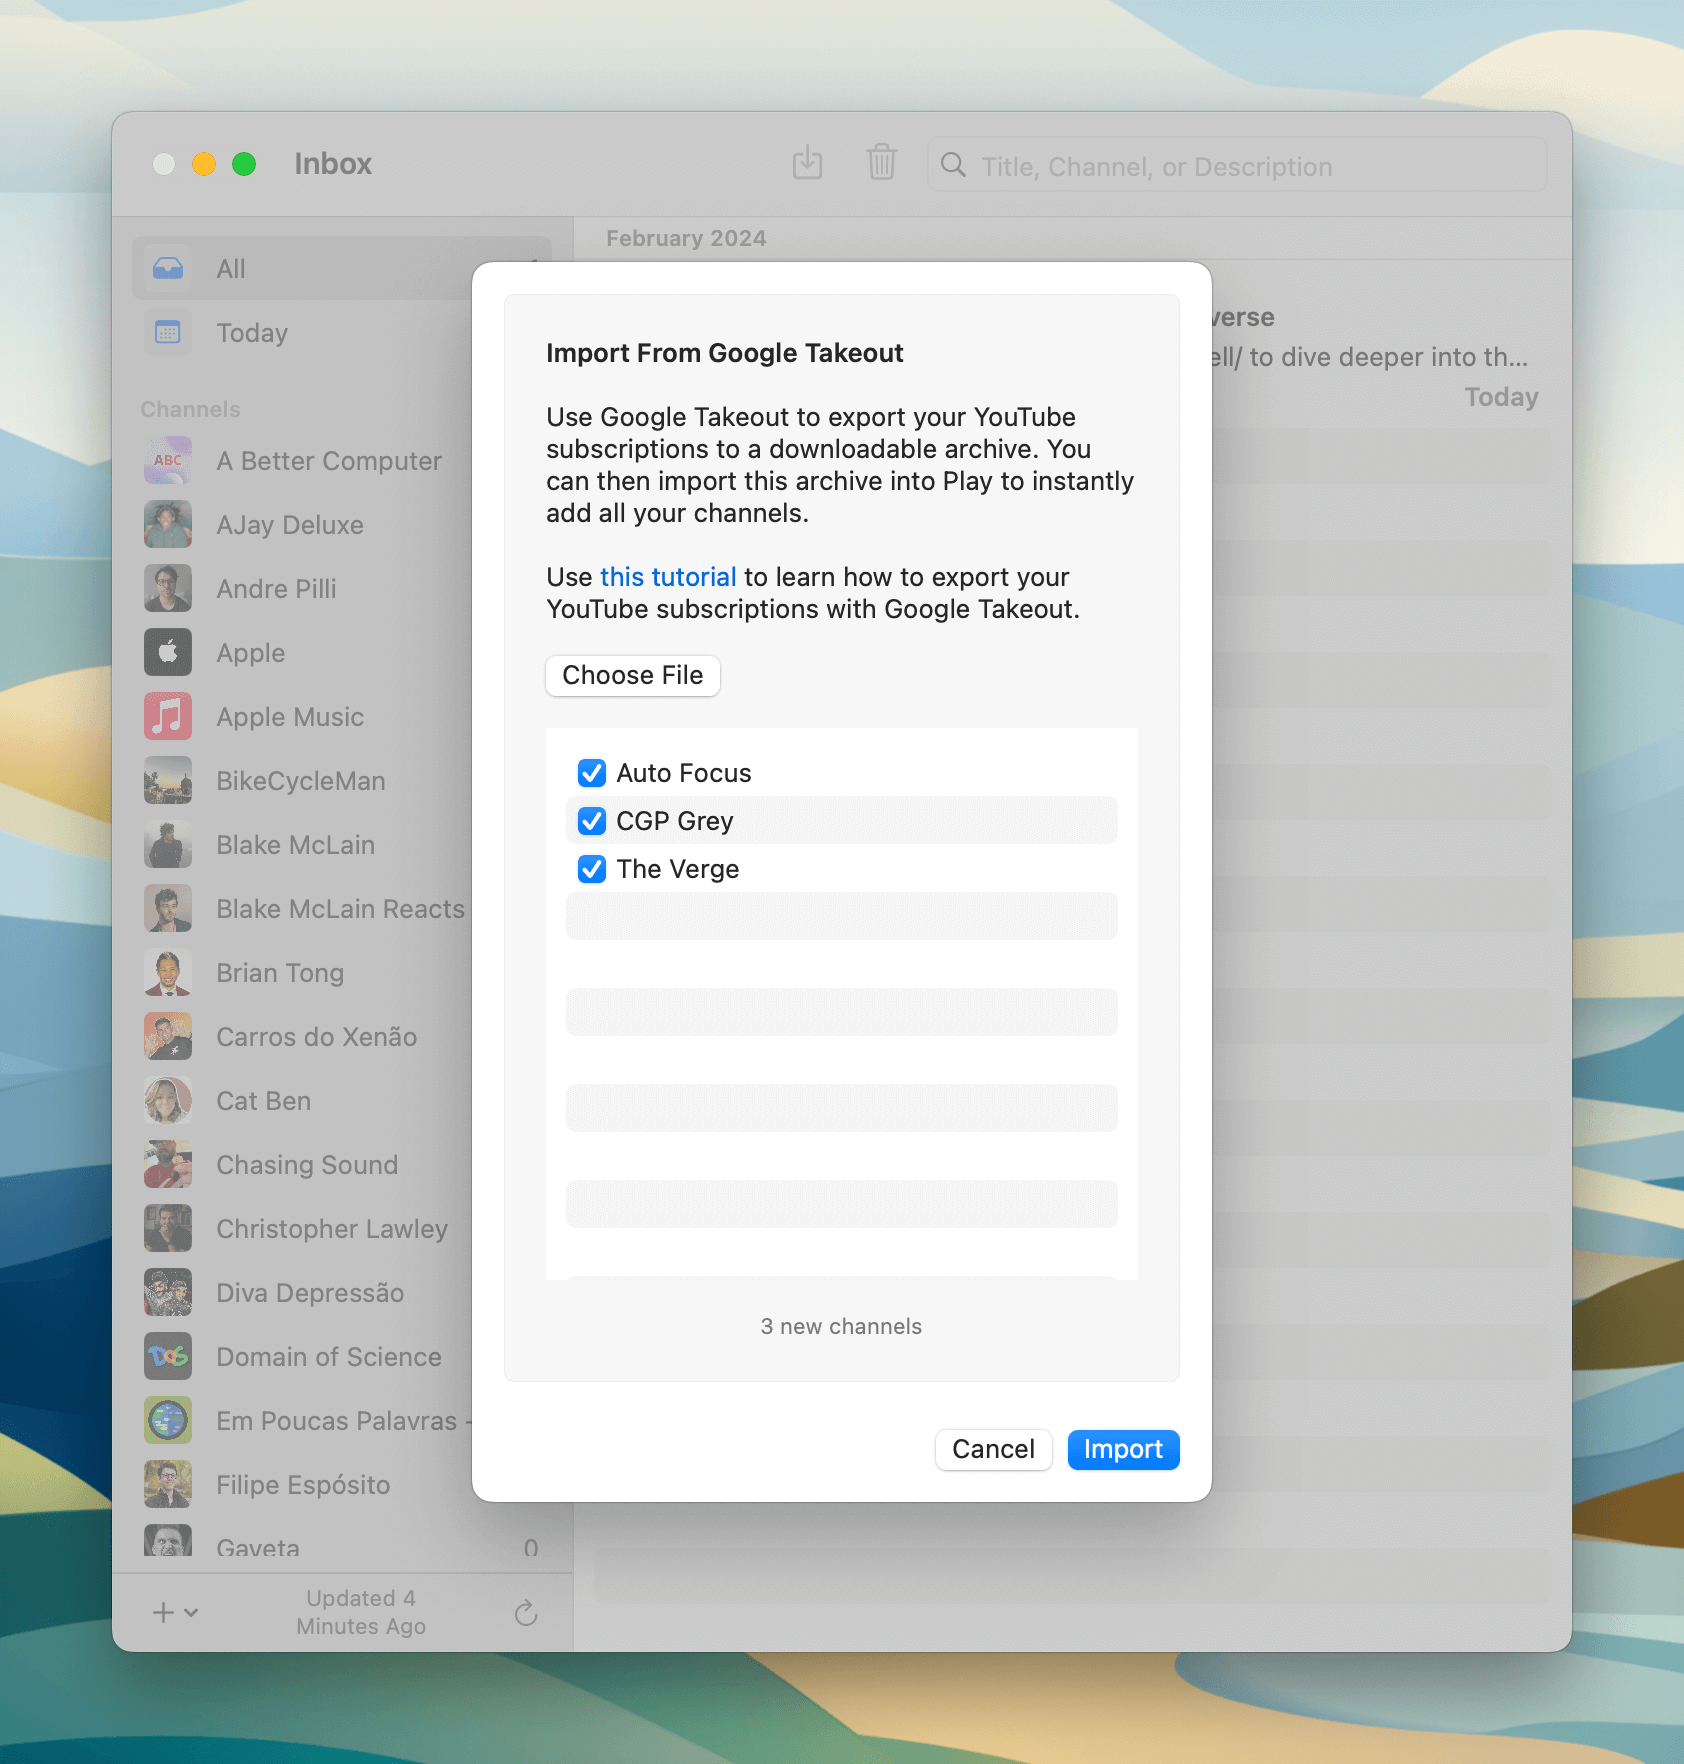 Inbox
Title, Channel, or Description
All
Today
Channels
ABC
A Better Computer
AJay Deluxe
Andre Pilli
Apple
Apple Music
BikeCycleMan
Blake McLain
Blake McLain Reacts
Brian Tong
Carros do Xenão
Cat Ben
Chasing Sound
Christopher Lawley
Diva Depressão
DOS
Domain of Science
Em Poucas Palavras -
Filipe Espósito
Gaveta 0
Updated 4
Minutes Ago
February 2024
verse
ell/ to dive deeper into th...
Today
Import From Google Takeout
Use Google Takeout to export your YouTube
subscriptions to a downloadable archive. You
can then import this archive into Play to instantly
add all your channels.
Use this tutorial to learn how to export your
YouTube subscriptions with Google Takeout.
Choose File
Auto Focus
CGP Grey
The Verge
3 new channels
Cancel
Import